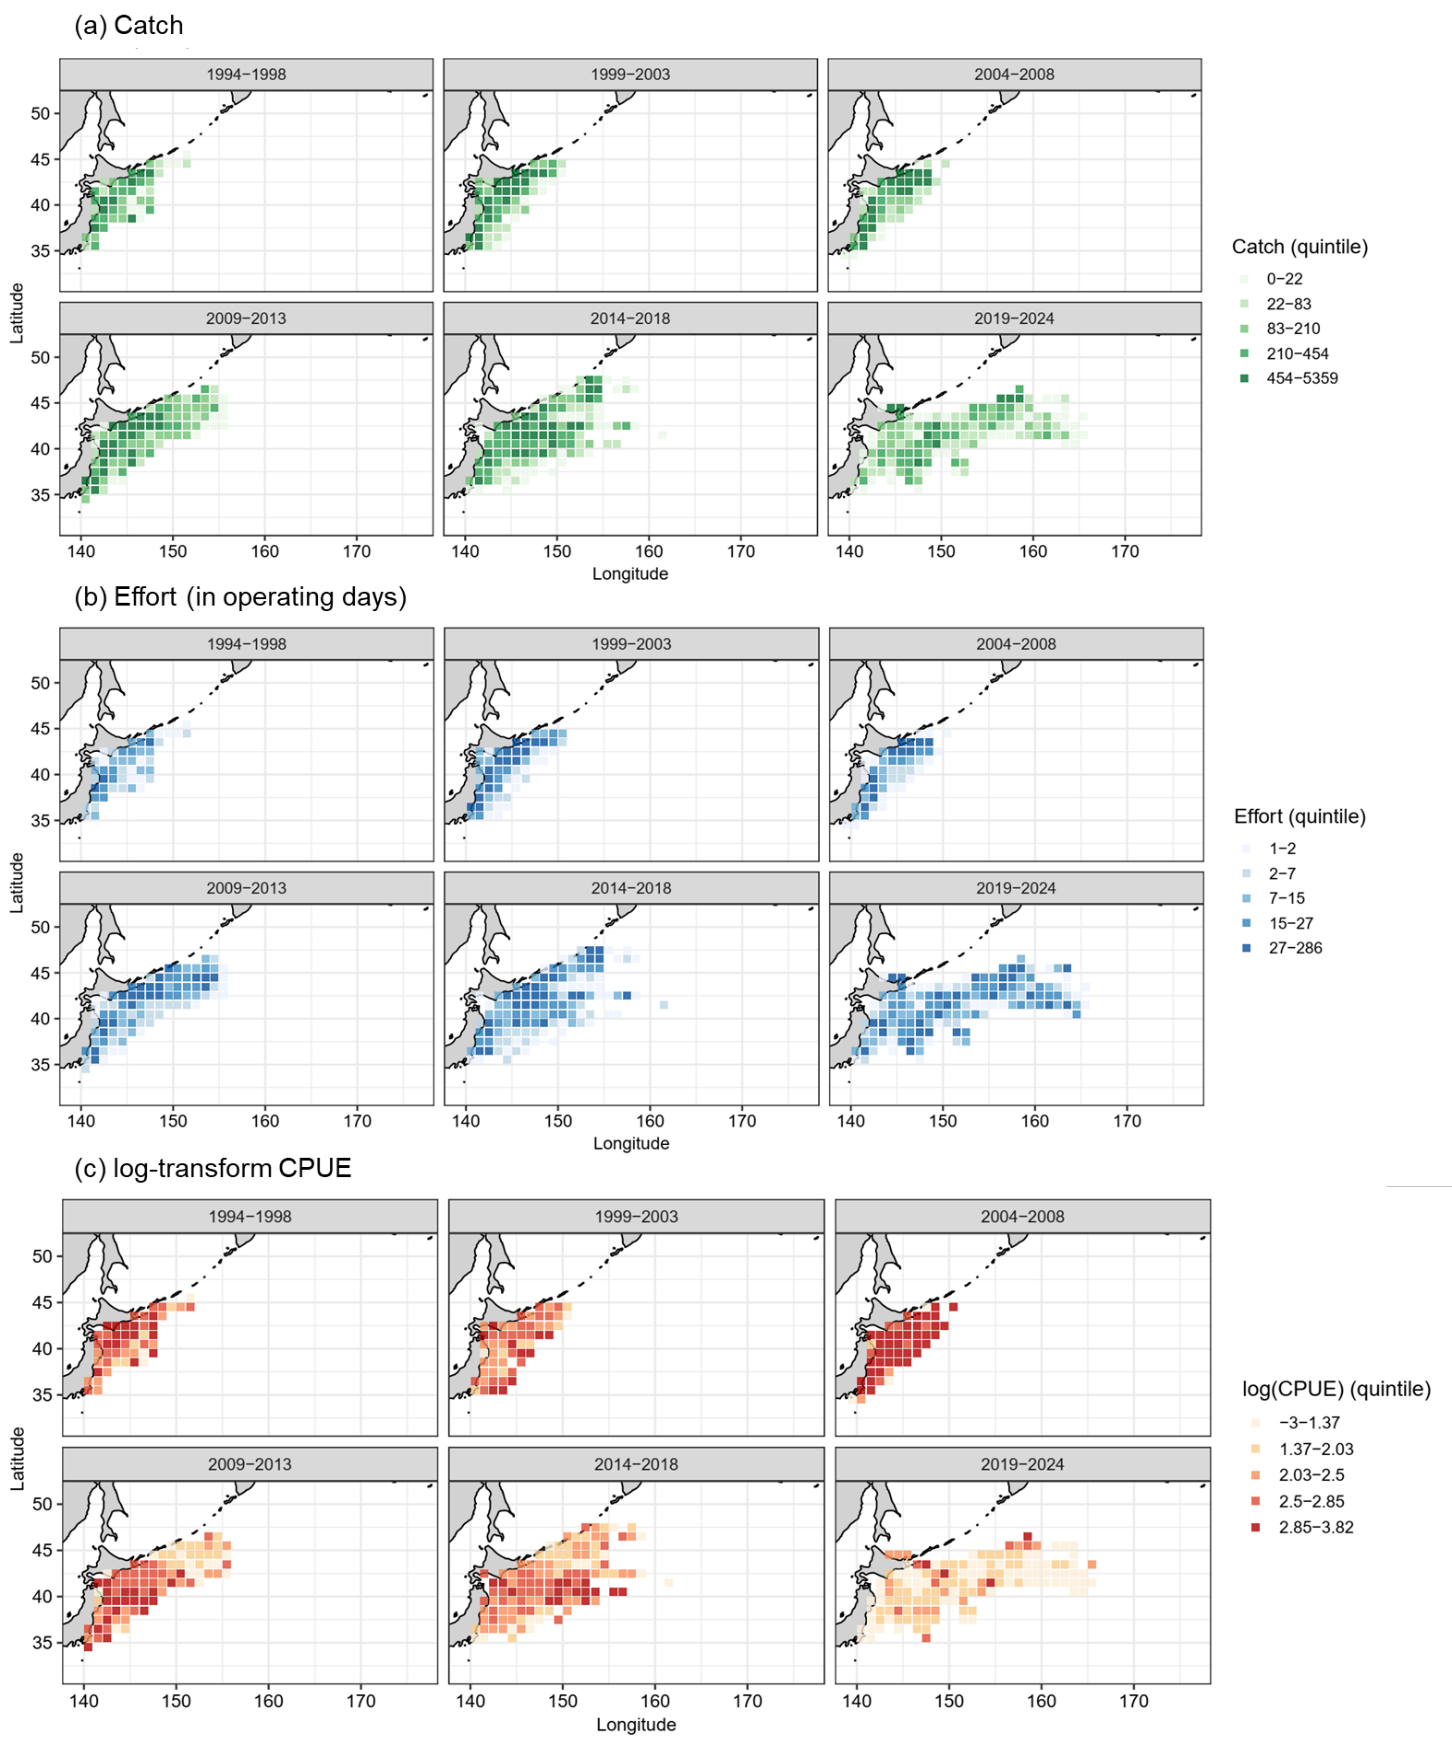 (a) Catch
1994−1998 1999−2003 2004−2008
50
45
40
35
2009−2013 2014−2018 2019−2024
50
45
40
35
140 150 160 170 140 150 160 170 140 150 160 170
Latitude
Longitude
Catch (quintile)
0−22
22−83
83−210
210−454
454−5359
(b) Effort (in operating days)
1994−1998 1999−2003 2004−2008
50
45
40
35
2009−2013 2014−2018 2019−2024
50
45
40
35
140 150 160 170 140 150 160 170 140 150 160 170
Latitude
Longitude
Effort (quintile)
1−2
2−7
7−15
15−27
27−286
(c) log-transform CPUE
1994−1998 1999−2003 2004−2008
50
45
40
35
2009−2013 2014−2018 2019−2024
50
45
40
35
140 150 160 170 140 150 160 170 140 150 160 170
Latitude
Longitude
log(CPUE) (quintile)
−3−1.37
1.37−2.03
2.03−2.5
2.5−2.85
2.85−3.82